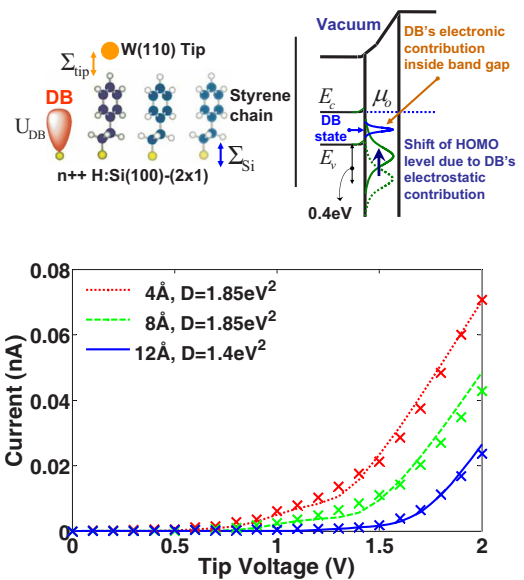 W(110) Tip
Σtip
DB
UDB
Styrene
chain
ΣSi
n++ H:Si(100)-(2x1)
Vacuum
DB's electronic
contribution
inside band gap
Ec
μo
DB
state
Ev
Shift of HOMO
level due to DB's
electrostatic
contribution
0.4eV
0.08
0.06
0.04
0.02
0
Current (nA)
4Å, D=1.85eV²
8Å, D=1.85eV²
12Å, D=1.4eV²
0 0.5 1 1.5 2
Tip Voltage (V)